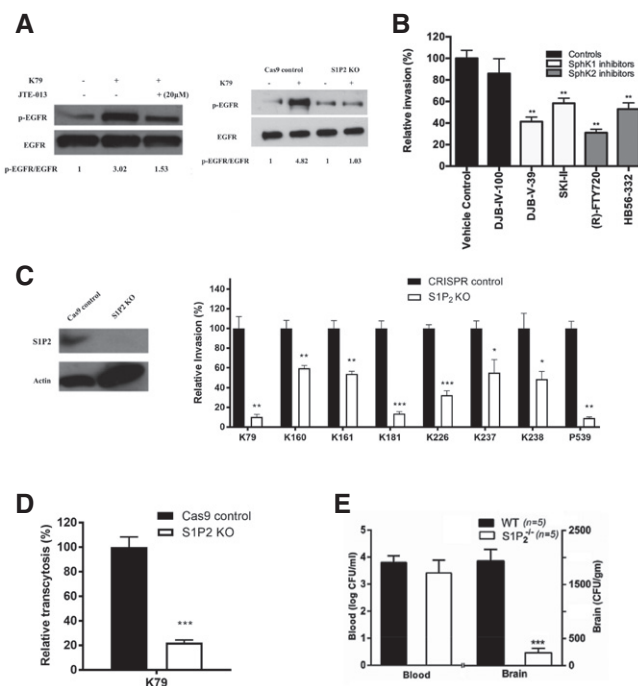 A
K79 - + +
JTE-013 - - + (20μM)
p-EGFR
EGFR
p-EGFR/EGFR 1 3.02 1.53
Cas9 control S1P2 KO
K79 - + - +
p-EGFR
EGFR
p-EGFR/EGFR 1 4.82 1 1.03
B
Relative invasion (%)
120
100
80
60
40
20
0
Controls
SphK1 inhibitors
SphK2 inhibitors
** ** ** **
Vehicle Control
DJB-IV-100
DJB-V-39
SKI-II
(R)-FTY720
HB56-332
C
Cas9 control S1P2 KO
S1P2
Actin
CRISPR control
S1P₂ KO
Relative Invasion (%)
140
120
100
80
60
40
20
0
** ** ** *** *** * * **
K79 K160 K161 K181 K226 K237 K238 P539
D
Cas9 control
S1P2 KO
Relative transcytosis (%)
120
100
80
60
40
20
0
***
K79
E
WT (n=5)
S1P₂⁻/⁻ (n=5)
Blood (log CFU/ml)
5
4
3
2
1
0
Brain (CFU/gm)
2500
2000
1500
1000
500
0
***
Blood Brain